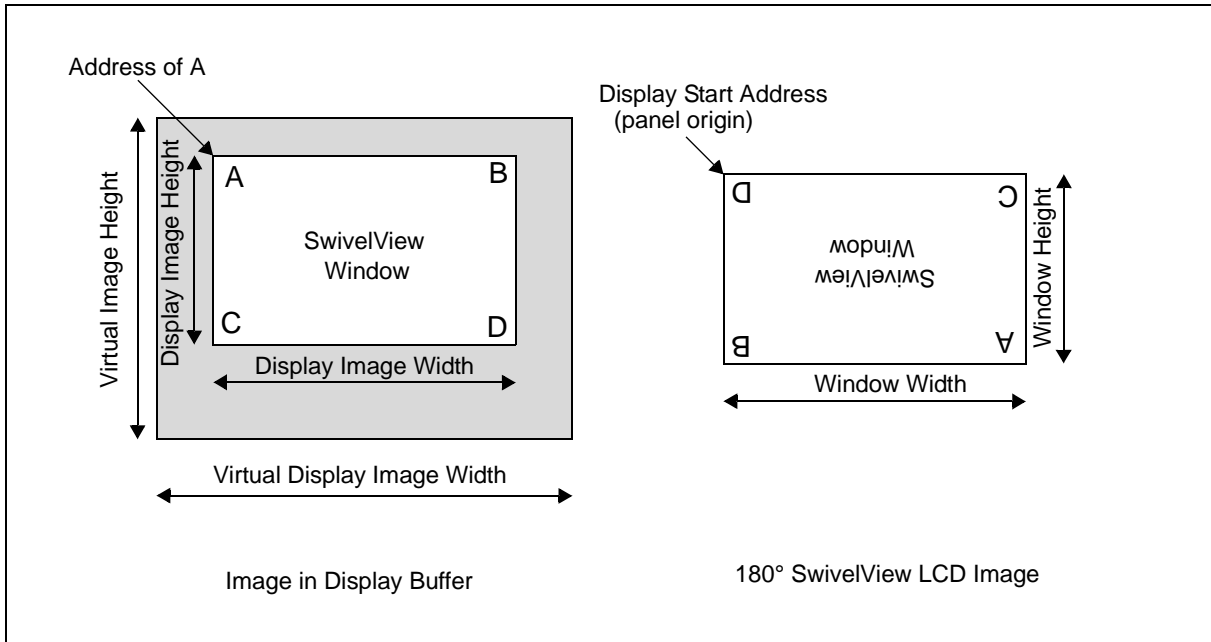 Address of A
Virtual Image Height
Display Image Height
A
B
SwivelView
Window
C
D
Display Image Width
Virtual Display Image Width
Image in Display Buffer
Display Start Address
(panel origin)
D
C
SwivelView
Window
B
A
Window Height
Window Width
180° SwivelView LCD Image